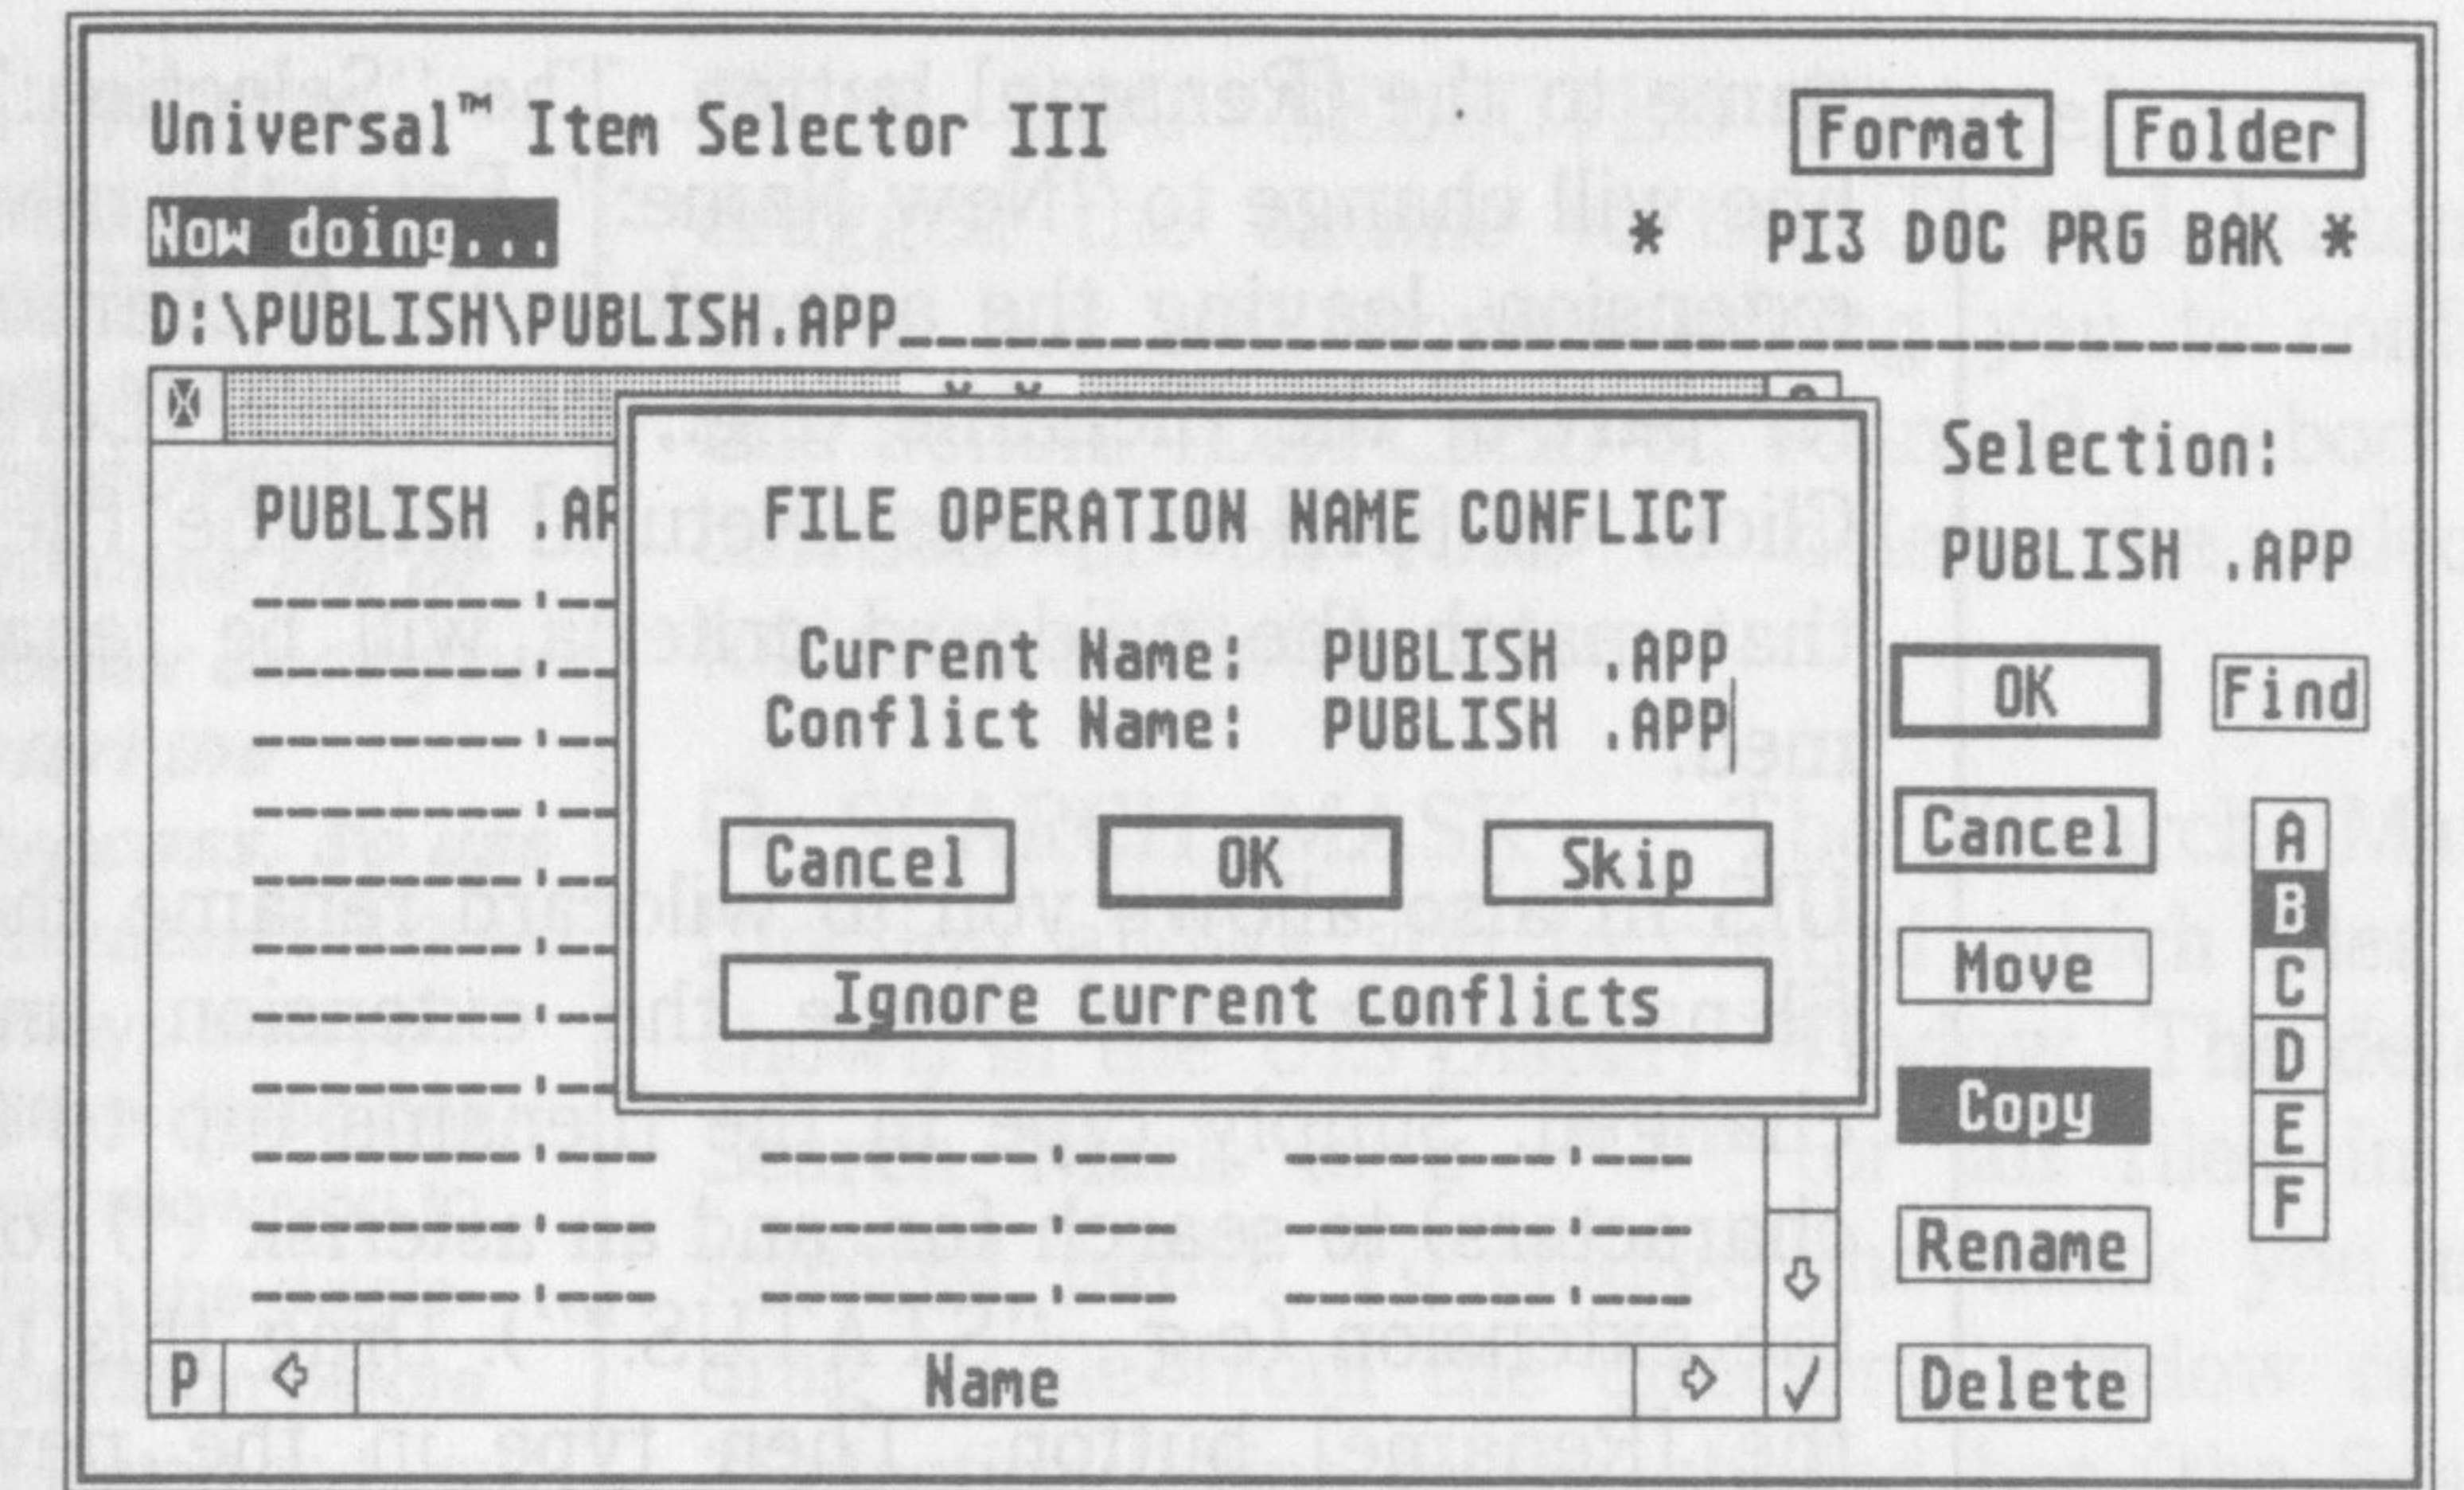 Universal™ Item Selector III
Format Folder
Now doing...
* PI3 DOC PRG BAK *
D:\PUBLISH\PUBLISH.APP
PUBLISH .AP
FILE OPERATION NAME CONFLICT
Current Name: PUBLISH .APP
Conflict Name: PUBLISH .APP
Cancel OK Skip
Ignore current conflicts
Selection:
PUBLISH .APP
OK Find
Cancel
Move
Copy
Rename
Delete
A
B
C
D
E
F
P Name